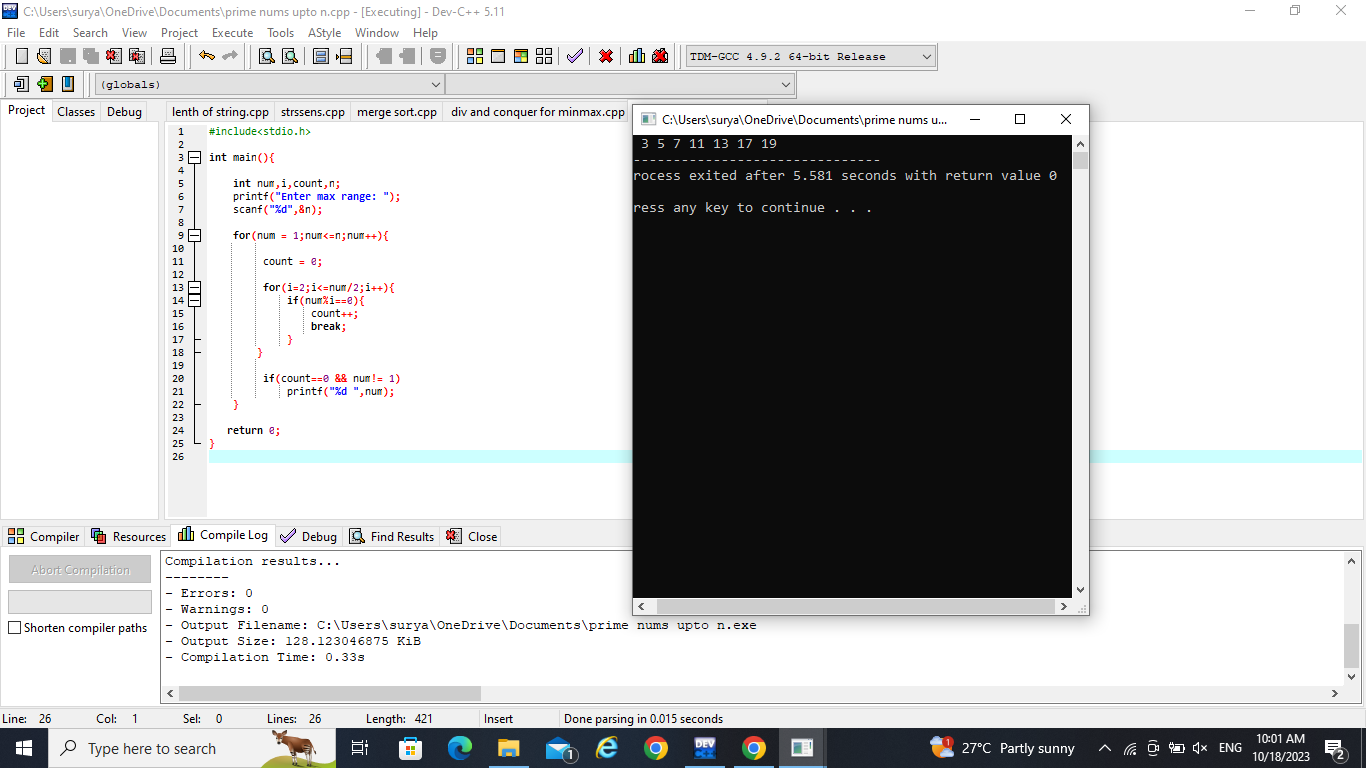 C:\Users\surya\OneDrive\Documents\prime nums upto n.cpp - [Executing] - Dev-C++ 5.11
File Edit Search View Project Execute Tools AStyle Window Help
TDM-GCC 4.9.2 64-bit Release
(globals)
Project Classes Debug
lenth of string.cpp strssens.cpp merge sort.cpp div and conquer for minmax.cpp
1 #include<stdio.h>
2
3 int main(){
4
5 int num,i,count,n;
6 printf("Enter max range: ");
7 scanf("%d",&n);
8
9 for(num = 1;num<=n;num++){
10
11 count = 0;
12
13 for(i=2;i<=num/2;i++){
14 if(num%i==0){
15 count++;
16 break;
17 }
18 }
19
20 if(count==0 && num!= 1)
21 printf("%d ",num);
22 }
23
24 return 0;
25 }
26
C:\Users\surya\OneDrive\Documents\prime nums u...
3 5 7 11 13 17 19
-------------------------------
rocess exited after 5.581 seconds with return value 0
ress any key to continue . . .
Compiler Resources Compile Log Debug Find Results Close
Abort Compilation
Shorten compiler paths
Compilation results...
--------
- Errors: 0
- Warnings: 0
- Output Filename: C:\Users\surya\OneDrive\Documents\prime nums upto n.exe
- Output Size: 128.123046875 KiB
- Compilation Time: 0.33s
Line: 26 Col: 1 Sel: 0 Lines: 26 Length: 421 Insert Done parsing in 0.015 seconds
Type here to search
1
DEV
1
27°C Partly sunny
ENG
10:01 AM
10/18/2023
2